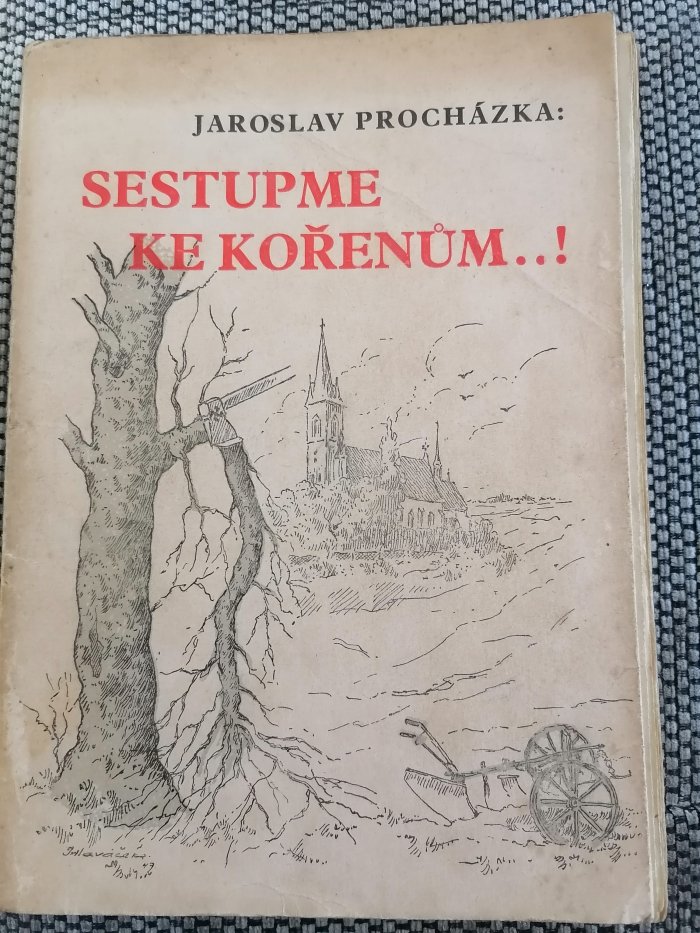 JAROSLAV PROCHÁZKA:
SESTUPME
KE KOŘENŮM..!